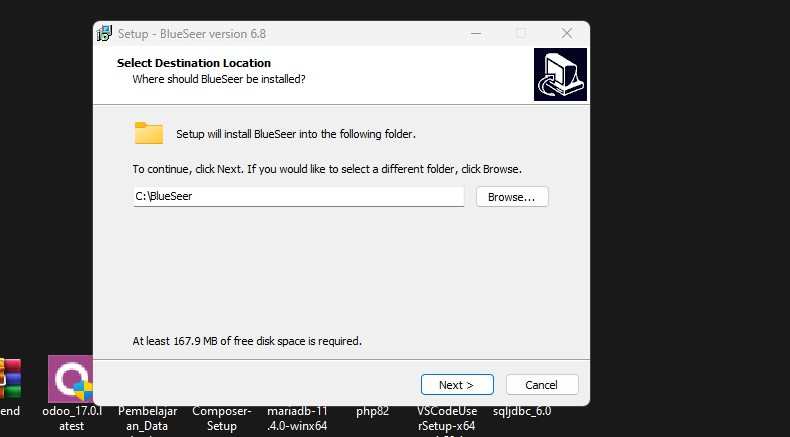 Setup - BlueSeer version 6.8
Select Destination Location
Where should BlueSeer be installed?
Setup will install BlueSeer into the following folder.
To continue, click Next. If you would like to select a different folder, click Browse.
C:\BlueSeer
Browse...
At least 167.9 MB of free disk space is required.
Next >
Cancel
end
odoo_17.0.l
atest
Pembelajar
an_Data
Composer-
Setup
mariadb-11
.4.0-winx64
php82
VSCodeUse
rSetup-x64
sqljdbc_6.0